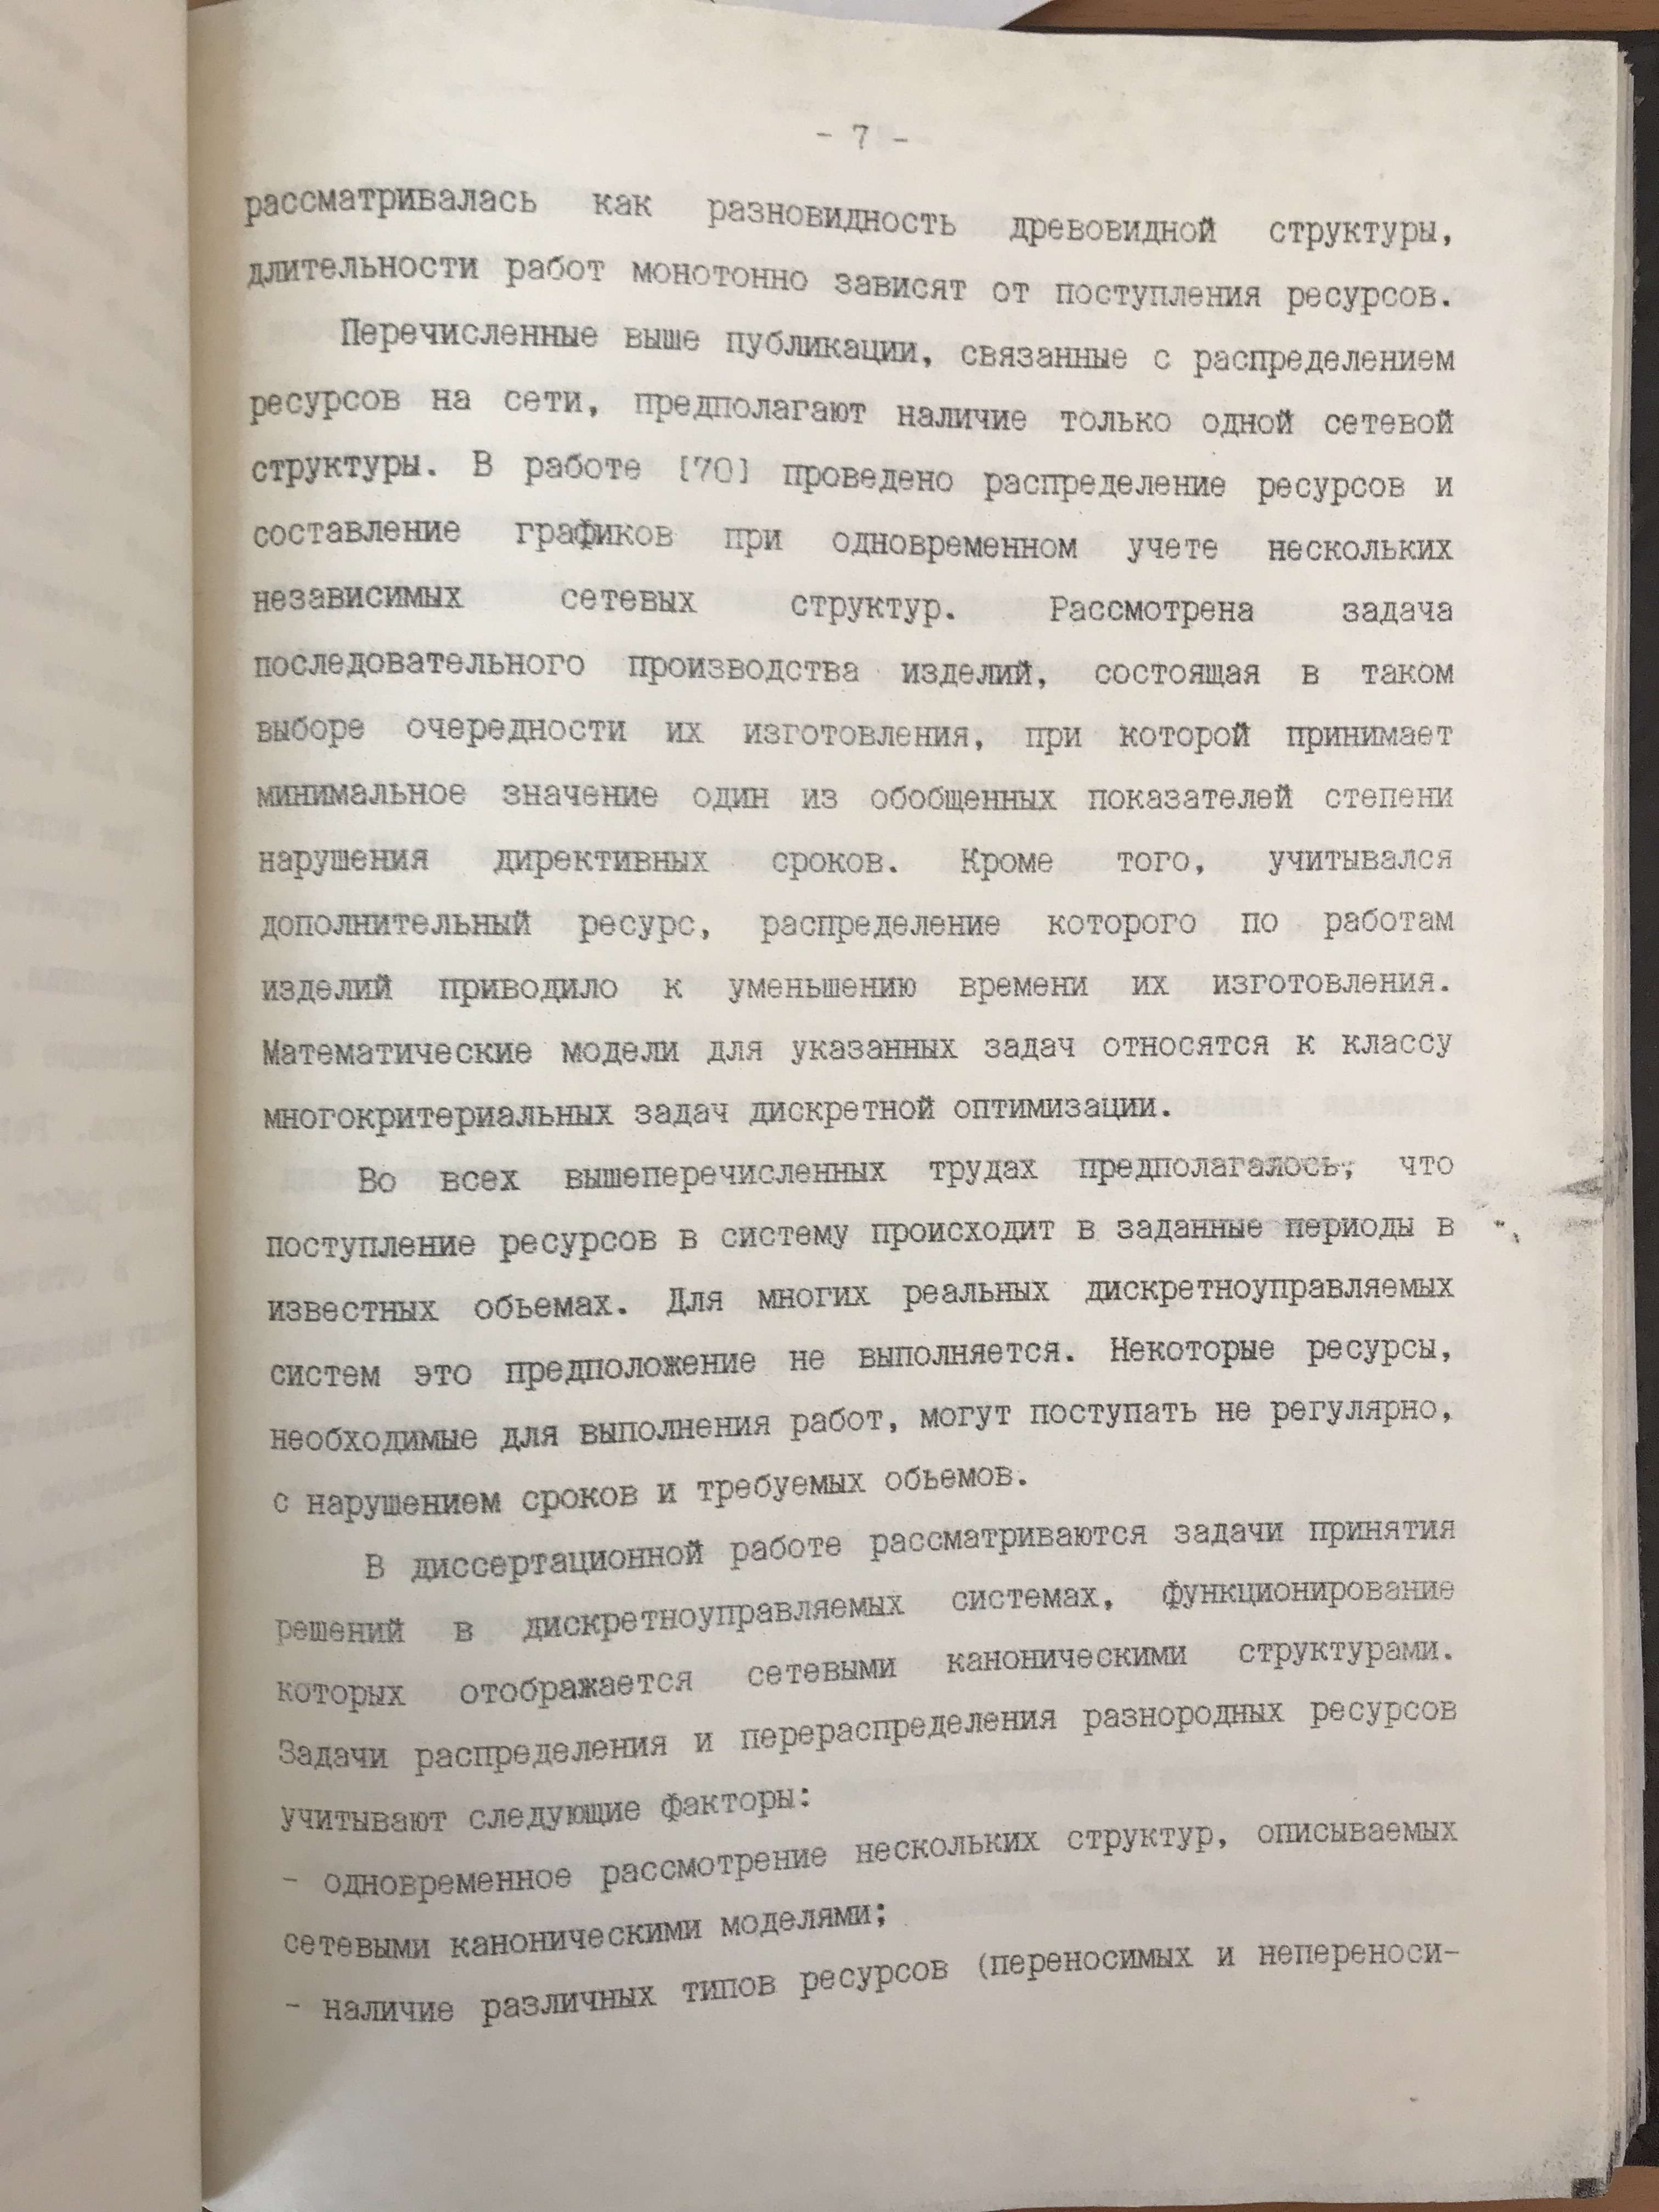 - 7 -
рассматривалась как разновидность древовидной структуры,
длительности работ монотонно зависят от поступления ресурсов.
Перечисленные выше публикации, связанные с распределением
ресурсов на сети, предполагают наличие только одной сетевой
структуры. В работе [70] проведено распределение ресурсов и
составление графиков при одновременном учете нескольких
независимых сетевых структур. Рассмотрена задача
последовательного производства изделий, состоящая в таком
выборе очередности их изготовления, при которой принимает
минимальное значение один из обобщенных показателей степени
нарушения директивных сроков. Кроме того, учитывался
дополнительный ресурс, распределение которого по работам
изделий приводило к уменьшению времени их изготовления.
Математические модели для указанных задач относятся к классу
многокритериальных задач дискретной оптимизации.
Во всех вышеперечисленных трудах предполагалось, что
поступление ресурсов в систему происходит в заданные периоды в
известных обьемах. Для многих реальных дискретноуправляемых
систем это предположение не выполняется. Некоторые ресурсы,
необходимые для выполнения работ, могут поступать не регулярно,
с нарушением сроков и требуемых обьемов.
В диссертационной работе рассматриваются задачи принятия
решений в дискретноуправляемых системах, функционирование
которых отображается сетевыми каноническими структурами.
Задачи распределения и перераспределения разнородных ресурсов
учитывают следующие факторы:
- одновременное рассмотрение нескольких структур, описываемых
сетевыми каноническими моделями;
- наличие различных типов ресурсов (переносимых и непереноси-